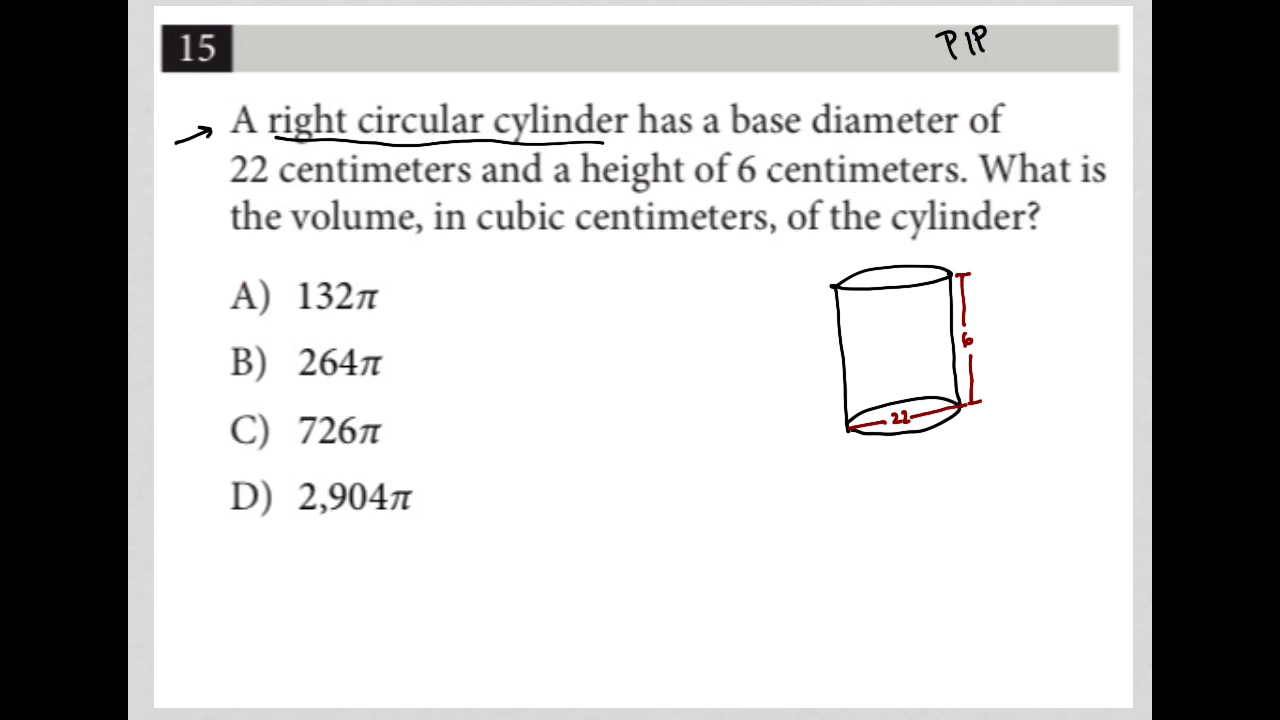 15
PIP
A right circular cylinder has a base diameter of
22 centimeters and a height of 6 centimeters. What is
the volume, in cubic centimeters, of the cylinder?
A) 132π
B) 264π
C) 726π
D) 2,904π
6
22